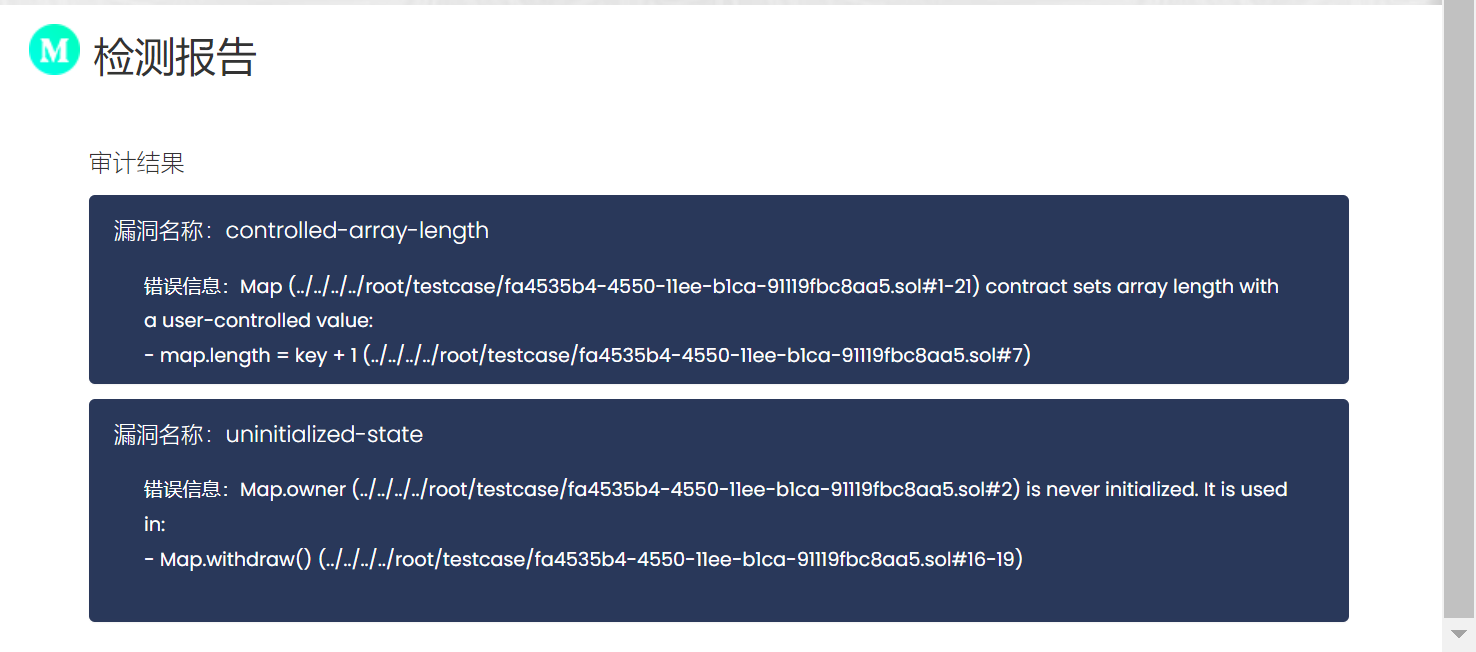 M 检测报告
审计结果
漏洞名称：controlled-array-length
错误信息：Map (../../../../root/testcase/fa4535b4-4550-11ee-b1ca-91119fbc8aa5.sol#1-21) contract sets array length with
a user-controlled value:
- map.length = key + 1 (../../../../root/testcase/fa4535b4-4550-11ee-b1ca-91119fbc8aa5.sol#7)
漏洞名称：uninitialized-state
错误信息：Map.owner (../../../../root/testcase/fa4535b4-4550-11ee-b1ca-91119fbc8aa5.sol#2) is never initialized. It is used
in:
- Map.withdraw() (../../../../root/testcase/fa4535b4-4550-11ee-b1ca-91119fbc8aa5.sol#16-19)